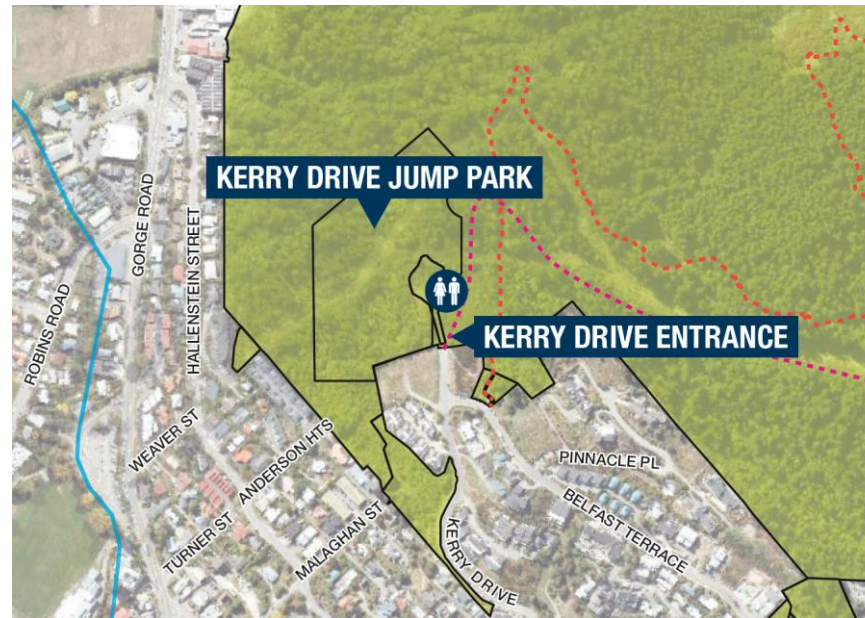 KERRY DRIVE JUMP PARK
KERRY DRIVE ENTRANCE
GORGE ROAD
HALLENSTEIN STREET
ROBINS ROAD
WEAVER ST
ANDERSON HTS
TURNER ST
MALAGHAN ST
KERRY DRIVE
PINNACLE PL
BELFAST TERRACE